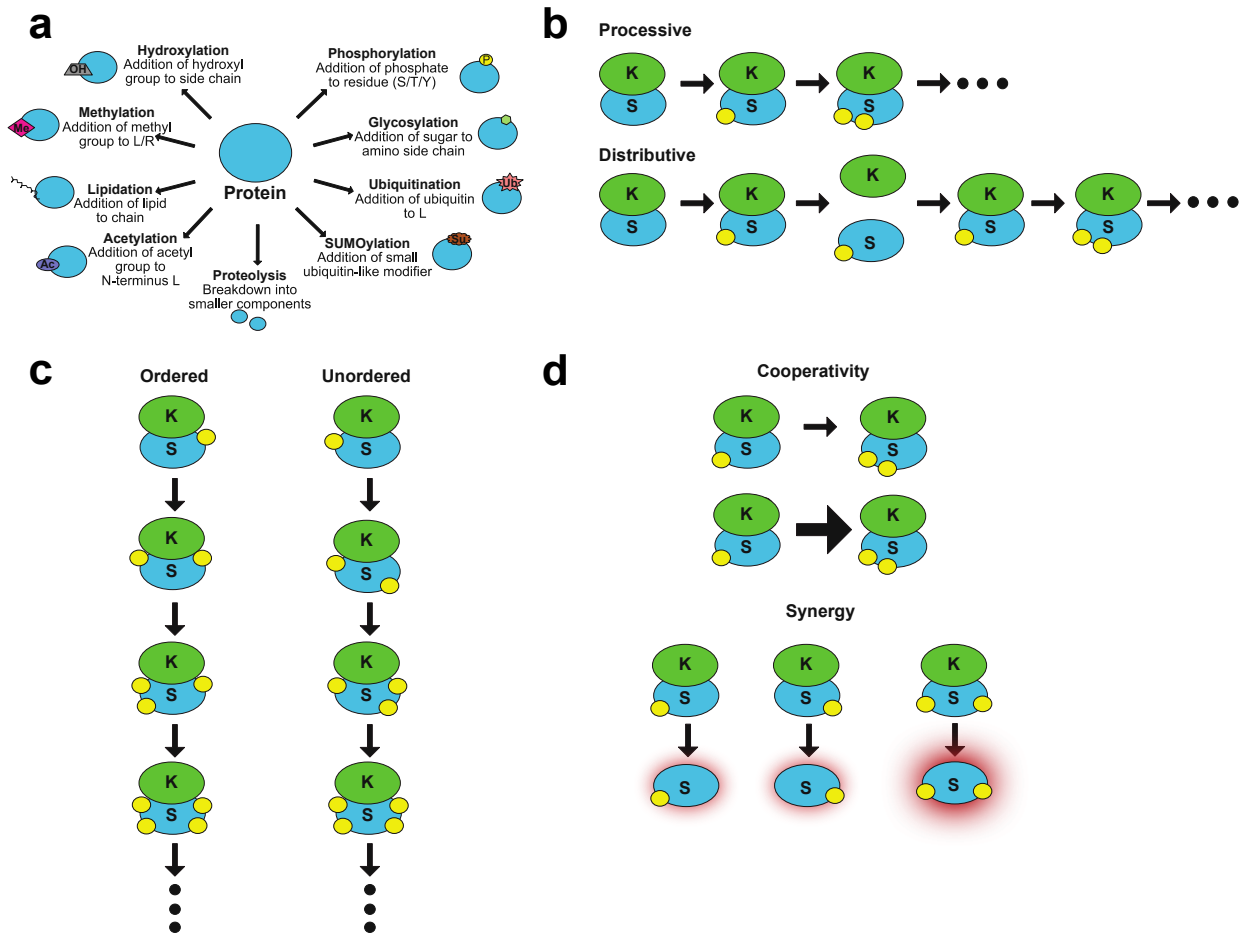 a
Hydroxylation
Addition of hydroxyl
group to side chain
OH
Methylation
Addition of methyl
group to L/R
Me
Lipidation
Addition of lipid
to chain
Acetylation
Addition of acetyl
group to
N-terminus L
Ac
Protein
Proteolysis
Breakdown into
smaller components
Phosphorylation
Addition of phosphate
to residue (S/T/Y)
P
Glycosylation
Addition of sugar to
amino side chain
Ubiquitination
Addition of ubiquitin
to L
Ub
SUMOylation
Addition of small
ubiquitin-like modifier
Su
b
Processive
K K K
S S S
Distributive
K K K K K
S S S S S
c
Ordered Unordered
K K
S S
K K
S S
K K
S S
K K
S S
d
Cooperativity
K K
S S
K K
S S
Synergy
K K K
S S S
S S S